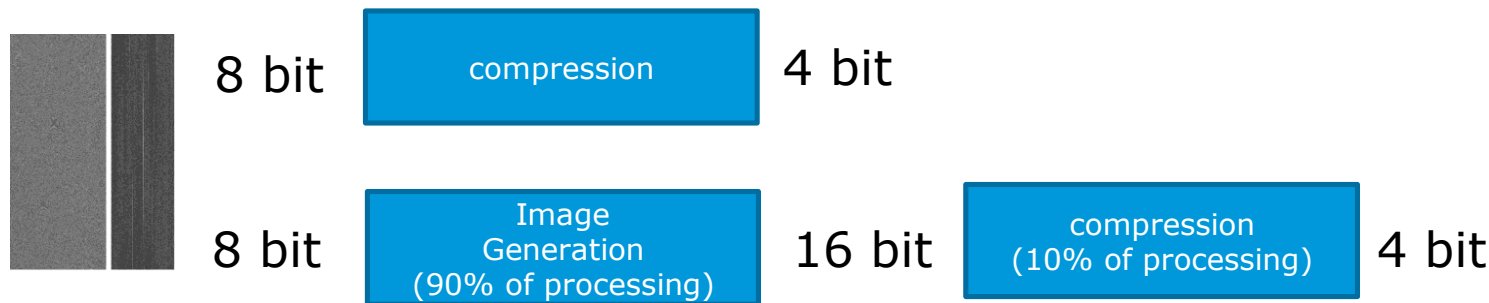 8 bit
compression
4 bit
8 bit
Image
Generation
(90% of processing)
16 bit
compression
(10% of processing)
4 bit